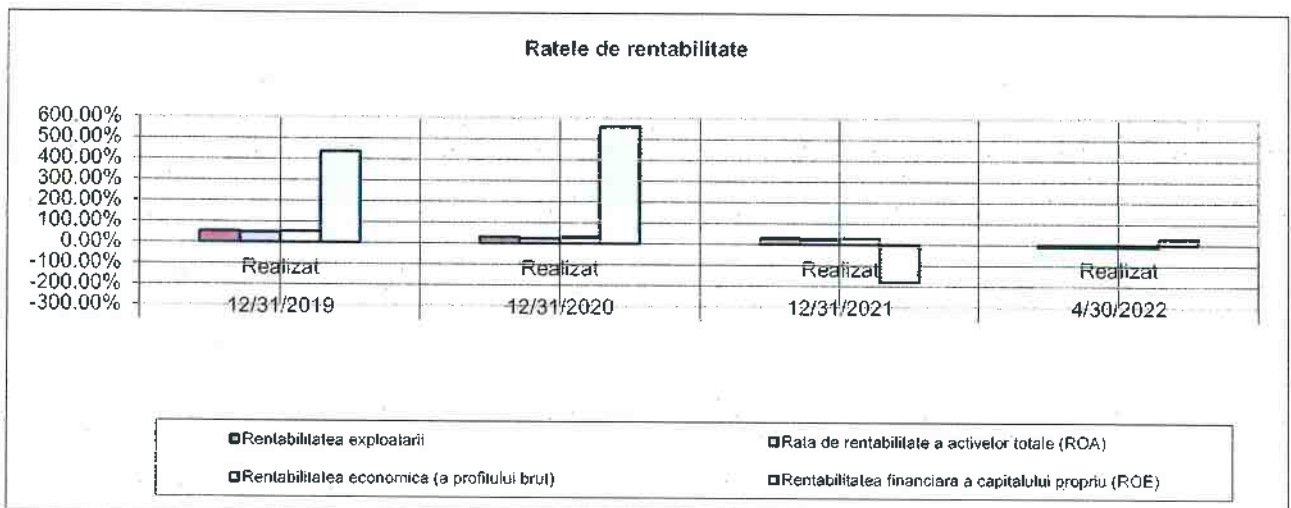 Ratele de rentabilitate
600.00%
500.00%
400.00%
300.00%
200.00%
100.00%
0.00%
-100.00%
-200.00%
-300.00%
Realizat Realizat Realizat Realizat
12/31/2019 12/31/2020 12/31/2021 4/30/2022
Rentabilitatea exploatarii Rata de rentabilitate a activelor totale (ROA)
Rentabilitatea economica (a profitului brut) Rentabilitatea financiara a capitalului propriu (ROE)